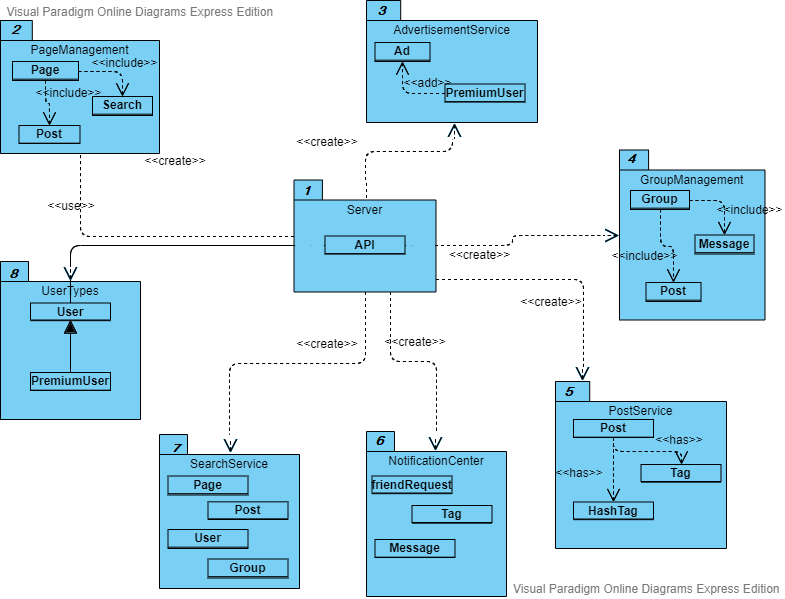 Visual Paradigm Online Diagrams Express Edition
2
PageManagement
Page
<<include>>
<<include>>
Search
Post
<<create>>
<<use>>
3
AdvertisementService
Ad
<<add>>
PremiumUser
<<create>>
1
Server
API
4
GroupManagement
Group
<<include>>
Message
<<include>>
Post
<<create>>
<<create>>
8
UserTypes
User
PremiumUser
<<create>>
<<create>>
7
SearchService
Page
Post
User
Group
6
NotificationCenter
friendRequest
Tag
Message
5
PostService
Post
<<has>>
Tag
<<has>>
HashTag
Visual Paradigm Online Diagrams Express Edition